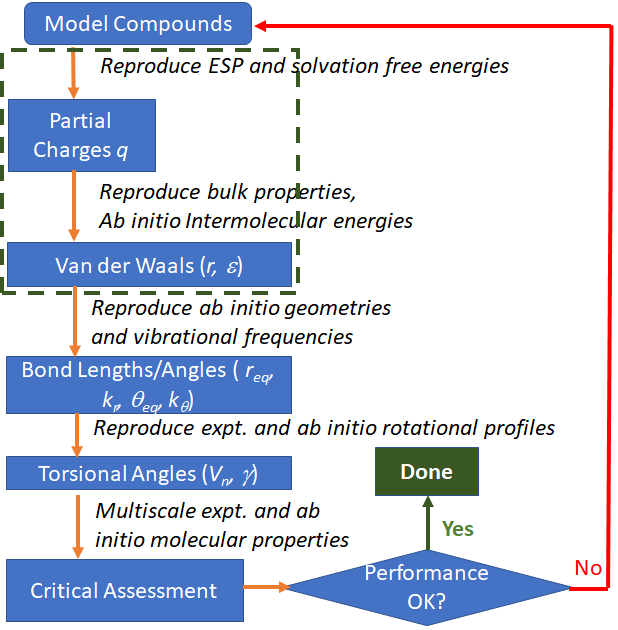 Model Compounds
Reproduce ESP and solvation free energies
Partial
Charges q
Reproduce bulk properties,
Ab initio Intermolecular energies
Van der Waals (r, ε)
Reproduce ab initio geometries
and vibrational frequencies
Bond Lengths/Angles ( req,
kr, θeq, kθ)
Reproduce expt. and ab initio rotational profiles
Torsional Angles (Vn, γ)
Done
Multiscale expt. and ab
initio molecular properties
Yes
Critical Assessment
Performance
OK?
No